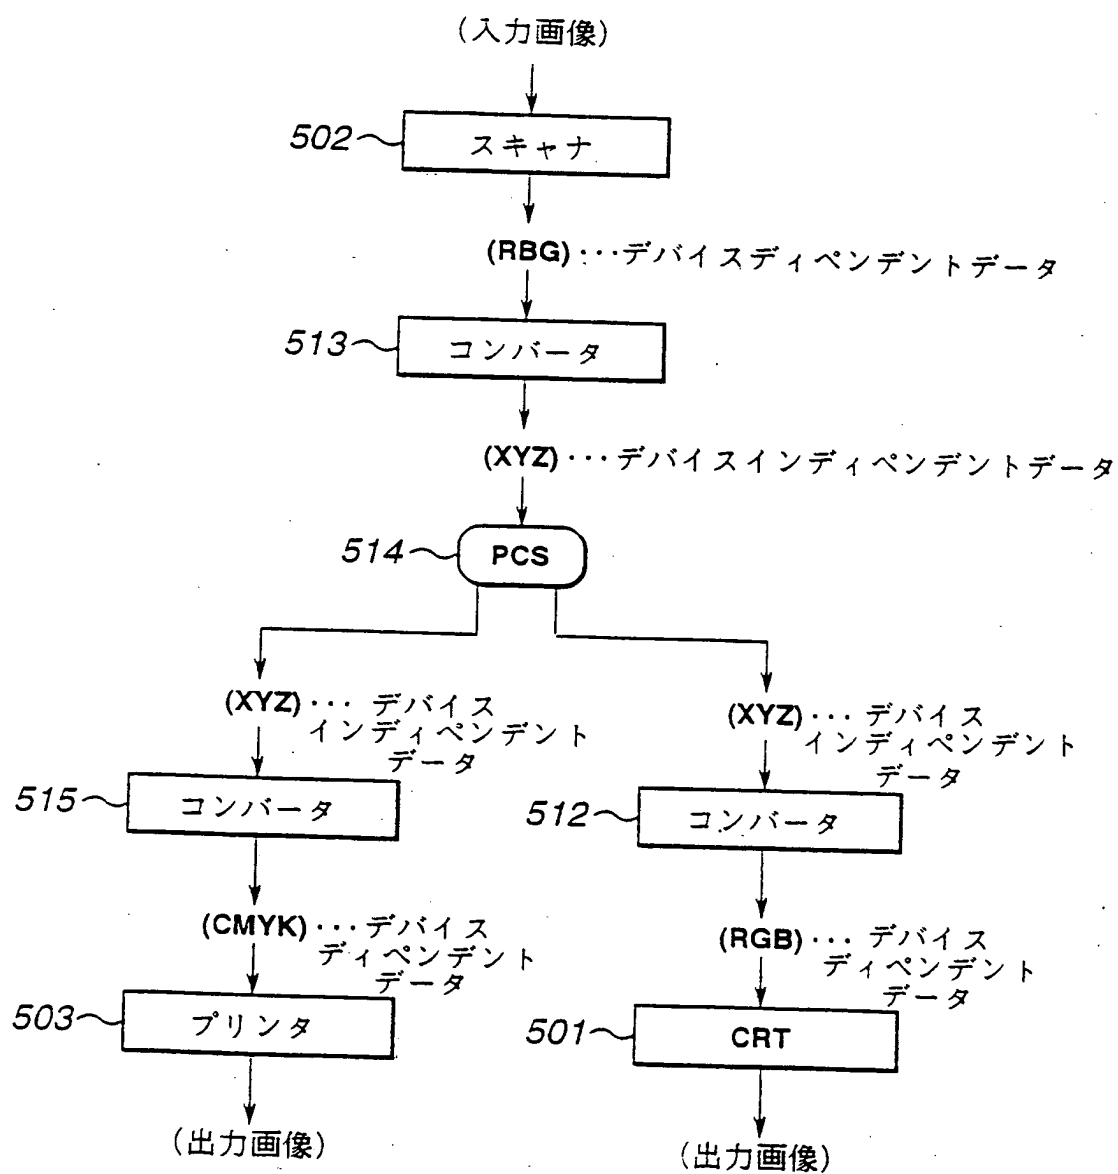 (入力画像)
502 スキャナ
(RBG)・・・デバイスディペンデントデータ
513 コンバータ
(XYZ)・・・デバイスインディペンデントデータ
514 PCS
(XYZ)・・・デバイス
インディペンデント
データ
515 コンバータ
(CMYK)・・・デバイス
ディペンデント
データ
503 プリンタ
(出力画像)
(XYZ)・・・デバイス
インディペンデント
データ
512 コンバータ
(RGB)・・・デバイス
ディペンデント
データ
501 CRT
(出力画像)